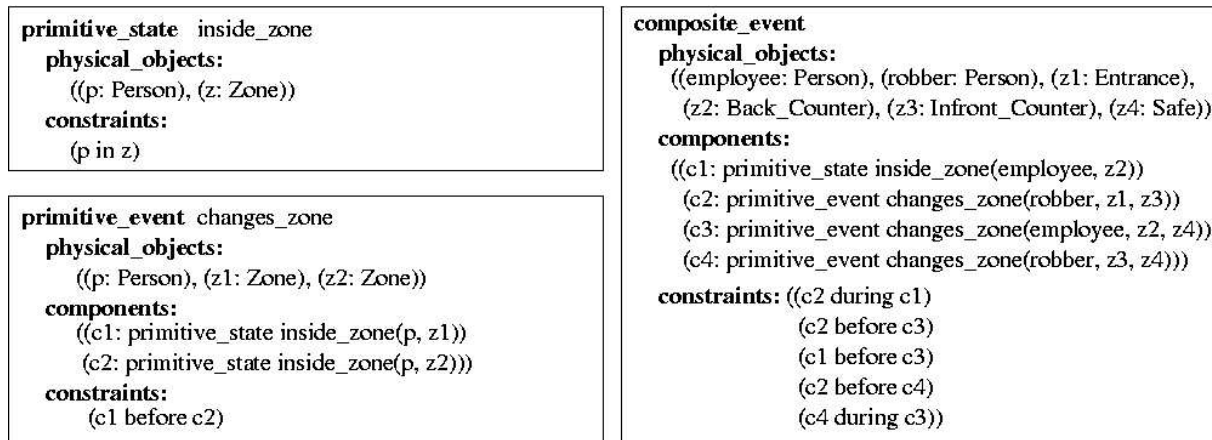 primitive_state inside_zone
physical_objects:
((p: Person), (z: Zone))
constraints:
(p in z)
primitive_event changes_zone
physical_objects:
((p: Person), (z1: Zone), (z2: Zone))
components:
((c1: primitive_state inside_zone(p, z1))
(c2: primitive_state inside_zone(p, z2)))
constraints:
(c1 before c2)
composite_event
physical_objects:
((employee: Person), (robber: Person), (z1: Entrance),
(z2: Back_Counter), (z3: Infront_Counter), (z4: Safe))
components:
((c1: primitive_state inside_zone(employee, z2))
(c2: primitive_event changes_zone(robber, z1, z3))
(c3: primitive_event changes_zone(employee, z2, z4))
(c4: primitive_event changes_zone(robber, z3, z4)))
constraints: ((c2 during c1)
(c2 before c3)
(c1 before c3)
(c2 before c4)
(c4 during c3))